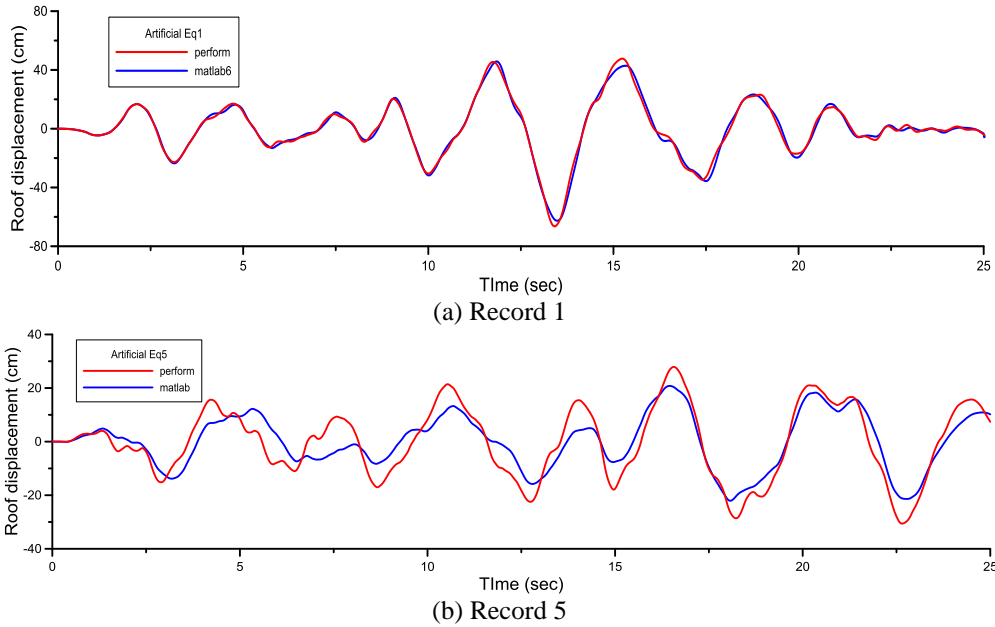 Artificial Eq1
perform
matlab6
Roof displacement (cm)
80
40
0
-40
-80
0
5
10
15
20
25
TIme (sec)
(a) Record 1
Artificial Eq5
perform
matlab
Roof displacement (cm)
40
20
0
-20
-40
0
5
10
15
20
25
TIme (sec)
(b) Record 5